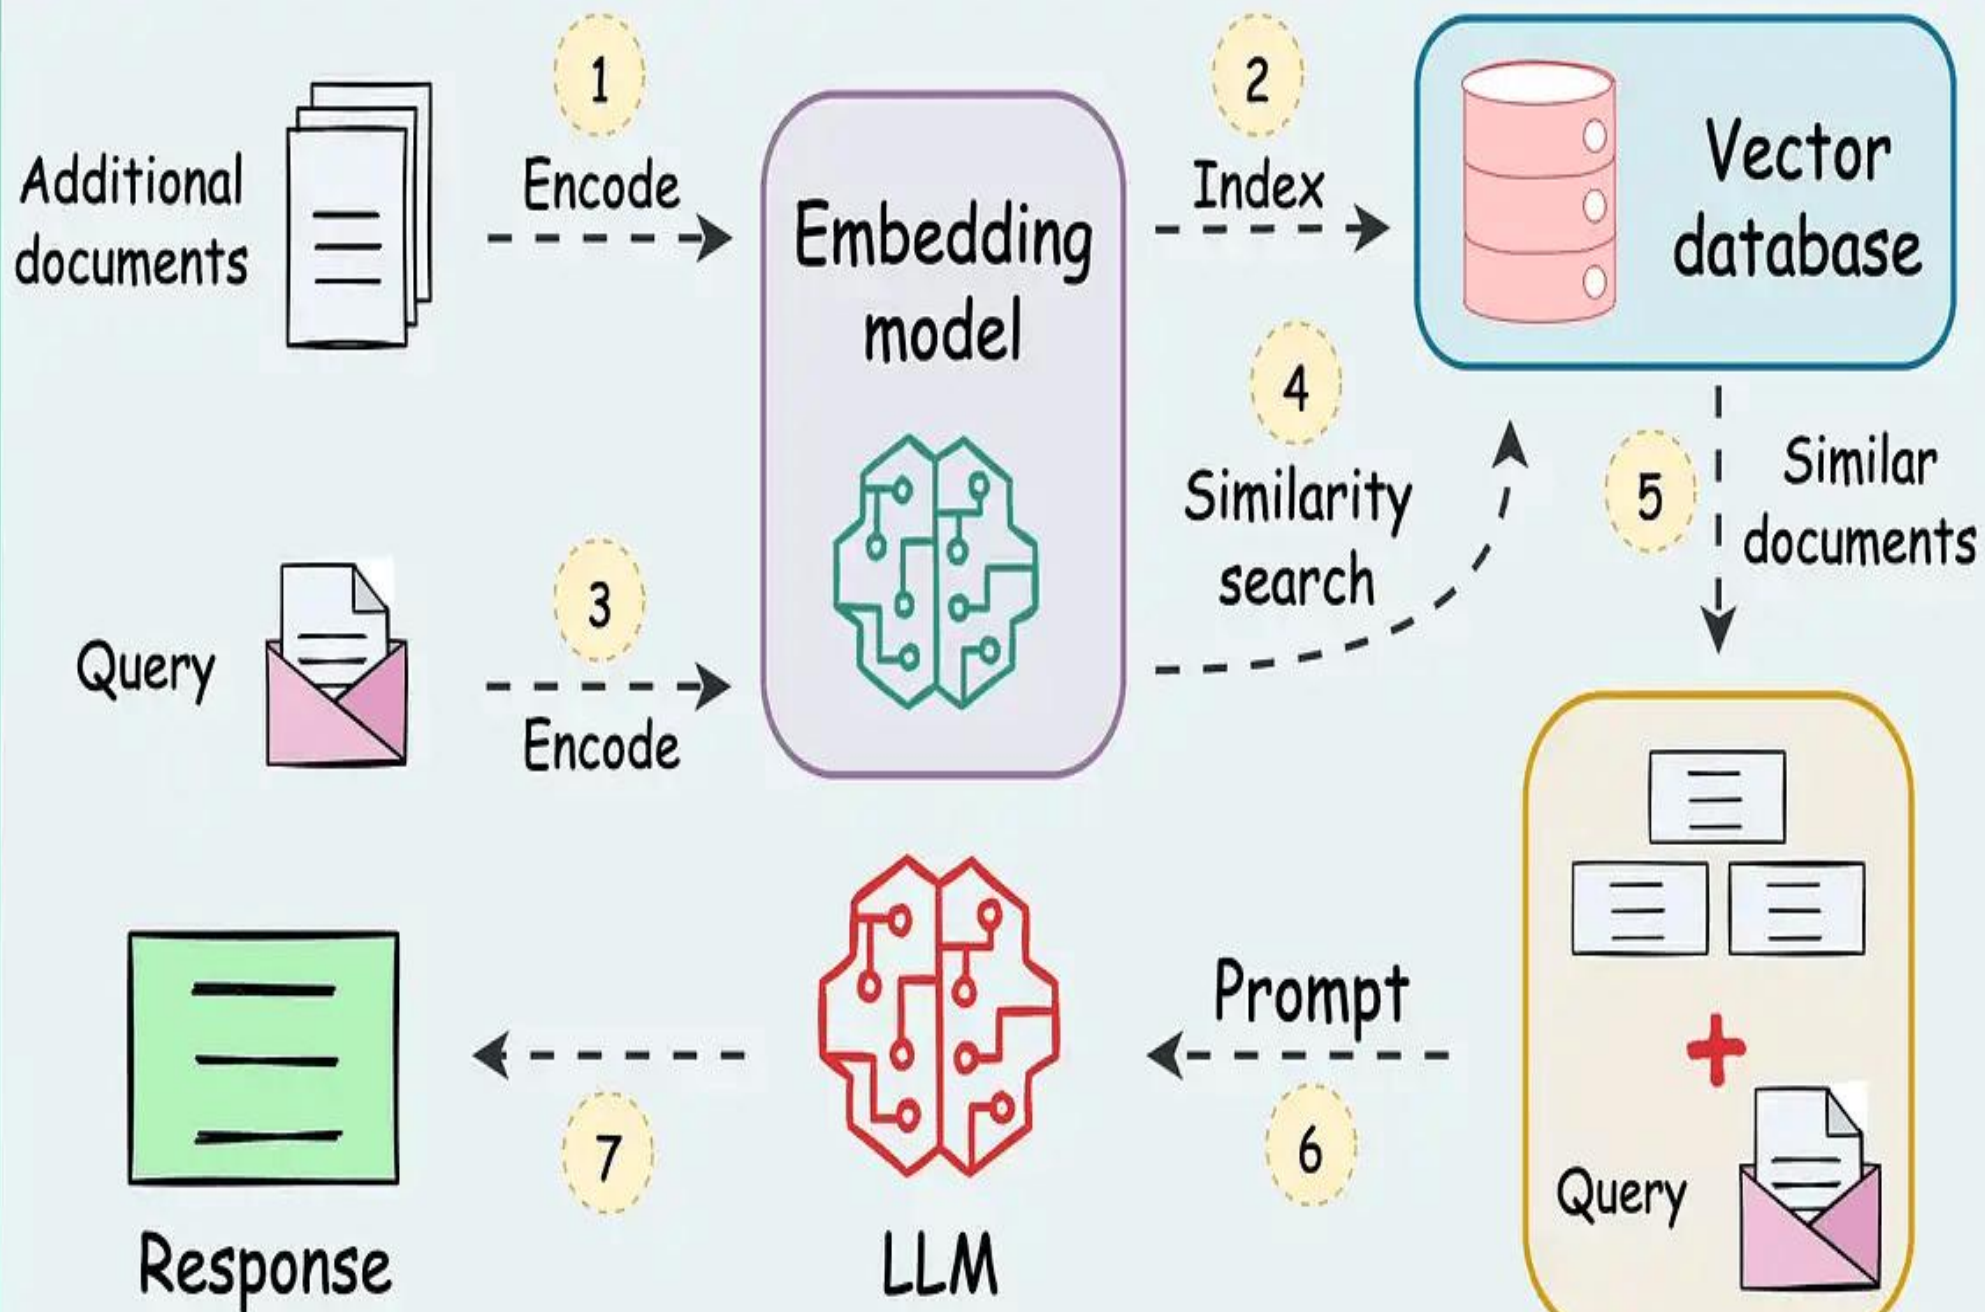 1
Encode
Additional
documents
Embedding
model
2
Index
Vector
database
3
Query
Encode
4
Similarity
search
5
Similar
documents
Query
Prompt
6
LLM
7
Response